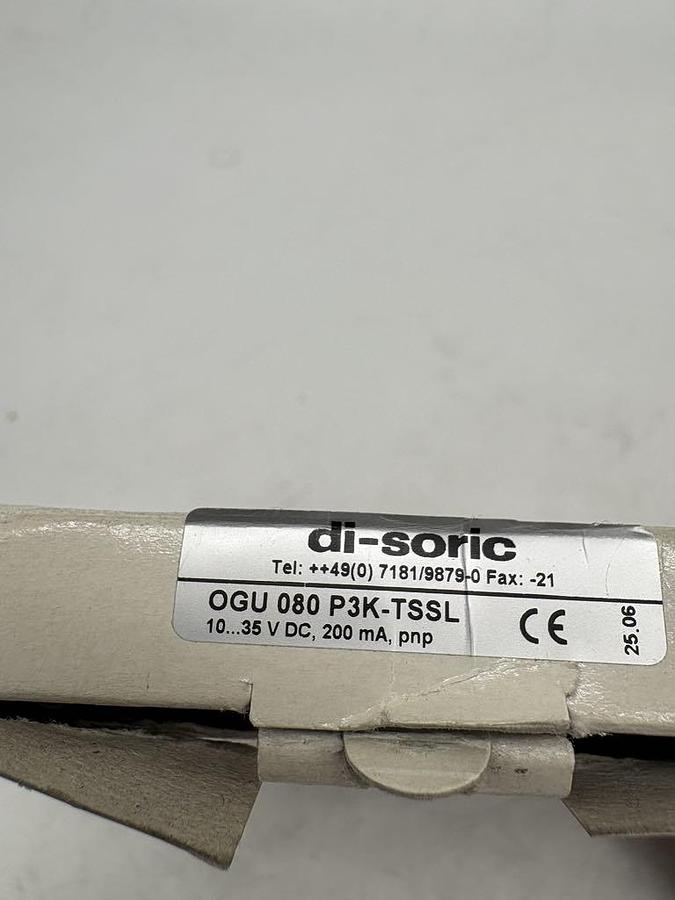 di-soric
Tel: ++49(0) 7181/9879-0 Fax: -21
OGU 080 P3K-TSSL
10...35 V DC, 200 mA, pnp
CE
25.06